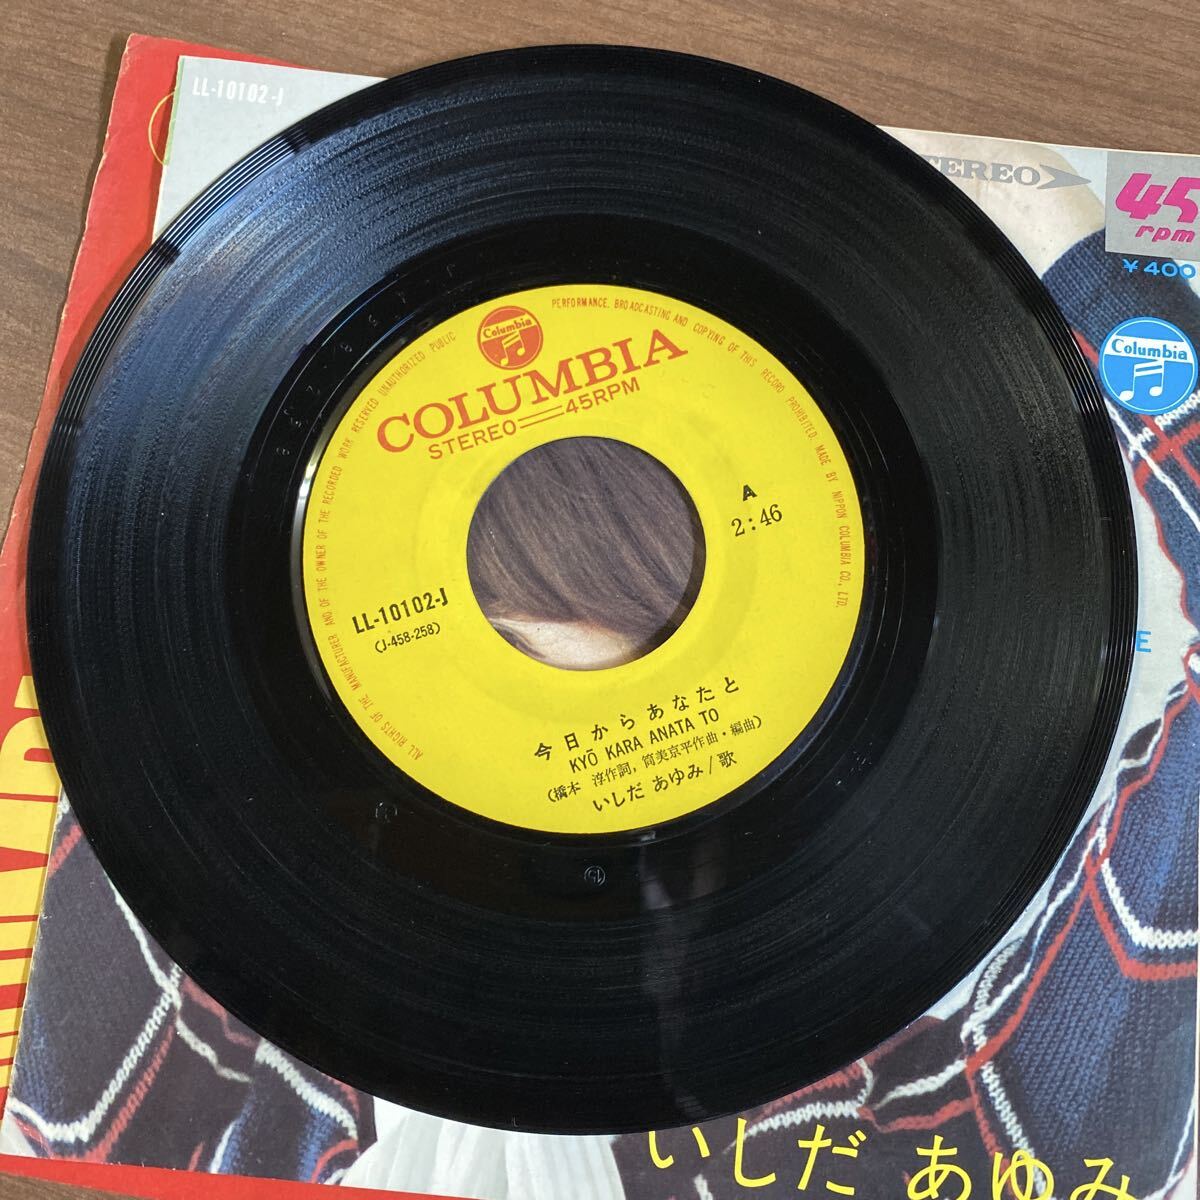 LL-10102-J
STEREO
45
rpm
¥400
Columbia
Columbia
ALL RIGHTS OF THE MANUFACTURER AND OF THE OWNER OF THE RECORDED WORK RESERVED UNAUTHORIZED PUBLIC PERFORMANCE. BROADCASTING AND COPYING OF THIS RECORD PROHIBITED. MADE BY NIPPON COLUMBIA CO., LTD.
COLUMBIA
STEREO 45RPM
A
2:46
LL-10102-J
(J-458-258)
今日からあなたと
KYŌ KARA ANATA TO
(橋本 淳作詞, 筒美京平作曲・編曲)
いしだ あゆみ/歌
15
E
いしだ あゆみ